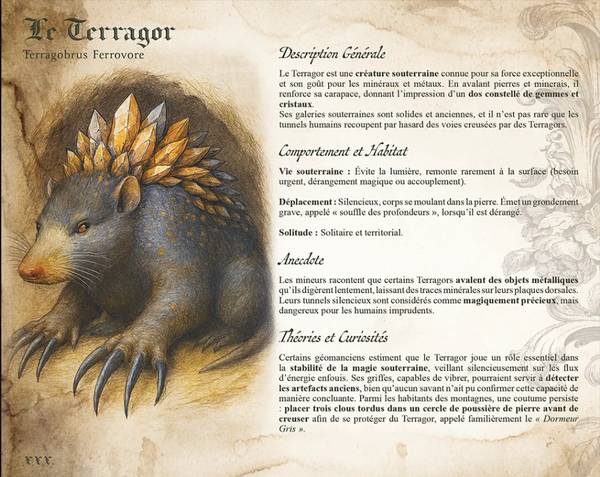 Le Terragor
Terragobrus Ferrovore
Description Générale
Le Terragor est une créature souterraine connue pour sa force exceptionnelle
et son goût pour les minéraux et métaux. En avalant pierres et minerais, il
renforce sa carapace, donnant l'impression d'un dos constellé de gemmes et
cristaux.
Ses galeries souterraines sont solides et anciennes, et il n'est pas rare que les
tunnels humains recoupent par hasard des voies creusées par des Terragors.
Comportement et Habitat
Vie souterraine : Évite la lumière, remonte rarement à la surface (besoin
urgent, dérangement magique ou accouplement).
Déplacement : Silencieux, corps se moulant dans la pierre. Émet un grondement
grave, appelé « souffle des profondeurs », lorsqu'il est dérangé.
Solitude : Solitaire et territorial.
Anecdote
Les mineurs racontent que certains Terragors avalent des objets métalliques
qu'ils digèrent lentement, laissant des traces minérales sur leurs plaques dorsales.
Leurs tunnels silencieux sont considérés comme magiquement précieux, mais
dangereux pour les humains imprudents.
Théories et Curiosités
Certains géomanciens estiment que le Terragor joue un rôle essentiel dans
la stabilité de la magie souterraine, veillant silencieusement sur les flux
d'énergie enfouis. Ses griffes, capables de vibrer, pourraient servir à détecter
les artefacts anciens, bien qu'aucun savant n'ait pu confirmer cette capacité de
manière concluante. Parmi les habitants des montagnes, une coutume persiste
: placer trois clous tordus dans un cercle de poussière de pierre avant de
creuser afin de se protéger du Terragor, appelé familièrement le « Dormeur
Gris ».
XXX.